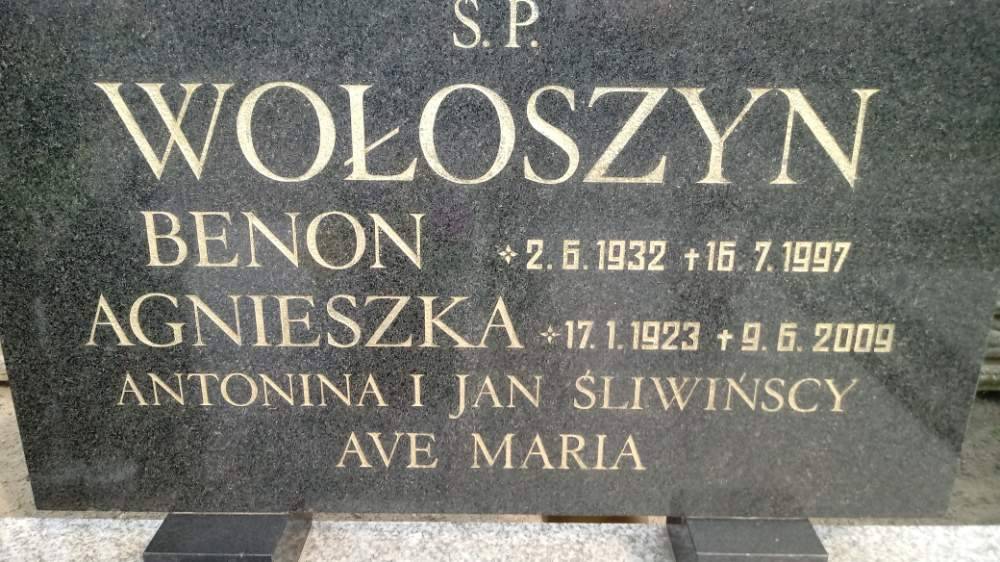 Ś. P.
WOŁOSZYN
BENON ✧ 2. 6. 1932 ✝ 16. 7. 1997
AGNIESZKA ✧ 17. 1. 1923 ✝ 9. 6. 2009
ANTONINA I JAN ŚLIWIŃSCY
AVE MARIA